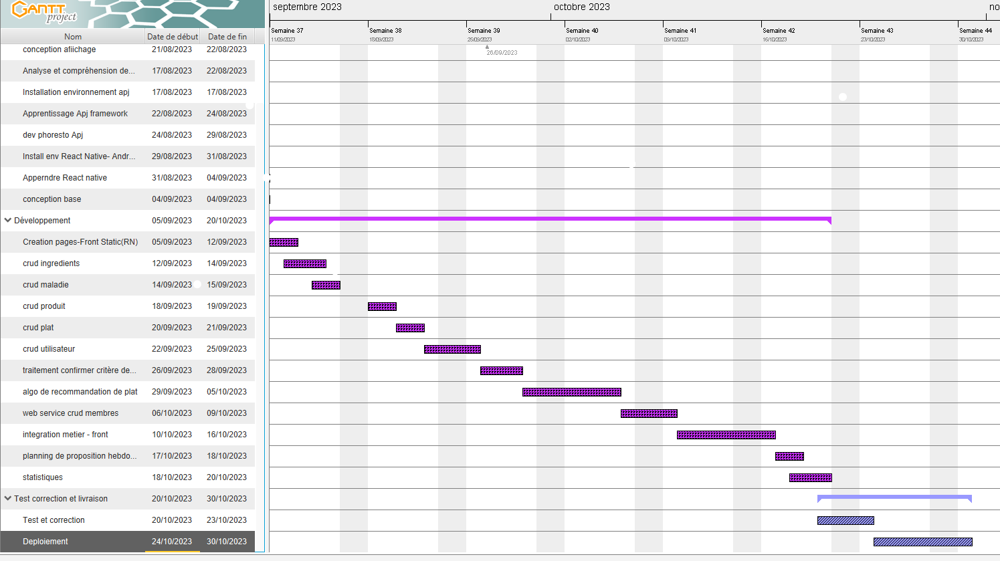 GANTT
project
septembre 2023
octobre 2023
no
Nom Date de début Date de fin
Semaine 37 Semaine 38 Semaine 39 Semaine 40 Semaine 41 Semaine 42 Semaine 43 Semaine 44
11/09/2023 18/09/2023 25/09/2023 02/10/2023 09/10/2023 16/10/2023 23/10/2023 30/10/2023
26/09/2023
conception afiichage 21/08/2023 22/08/2023
Analyse et compréhension de... 17/08/2023 22/08/2023
Installation environnement apj 17/08/2023 17/08/2023
Apprentissage Apj framework 22/08/2023 24/08/2023
dev phoresto Apj 24/08/2023 29/08/2023
Install env React Native- Andr... 29/08/2023 31/08/2023
Apperndre React native 31/08/2023 04/09/2023
conception base 04/09/2023 04/09/2023
Développement 05/09/2023 20/10/2023
Creation pages-Front Static(RN) 05/09/2023 12/09/2023
crud ingredients 12/09/2023 14/09/2023
crud maladie 14/09/2023 15/09/2023
crud produit 18/09/2023 19/09/2023
crud plat 20/09/2023 21/09/2023
crud utilisateur 22/09/2023 25/09/2023
traitement confirmer critère de... 26/09/2023 28/09/2023
algo de recommandation de plat 29/09/2023 05/10/2023
web service crud membres 06/10/2023 09/10/2023
integration metier - front 10/10/2023 16/10/2023
planning de proposition hebdo... 17/10/2023 18/10/2023
statistiques 18/10/2023 20/10/2023
Test correction et livraison 20/10/2023 30/10/2023
Test et correction 20/10/2023 23/10/2023
Deploiement 24/10/2023 30/10/2023